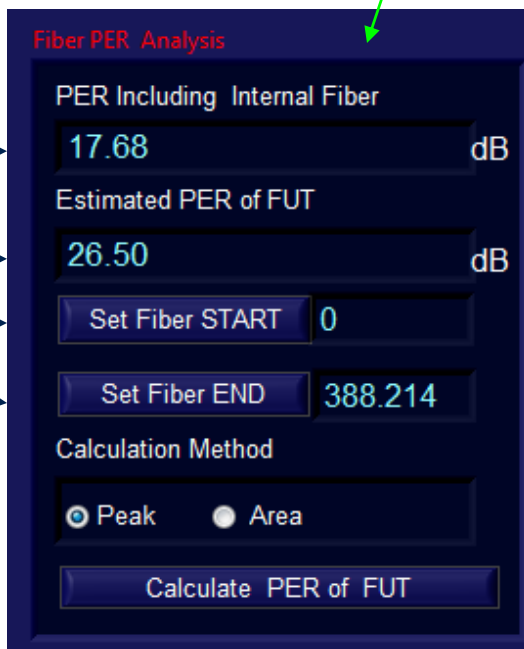 Fiber PER Analysis
PER Including Internal Fiber
17.68 dB
Estimated PER of FUT
26.50 dB
Set Fiber START 0
Set Fiber END 388.214
Calculation Method
Peak Area
Calculate PER of FUT